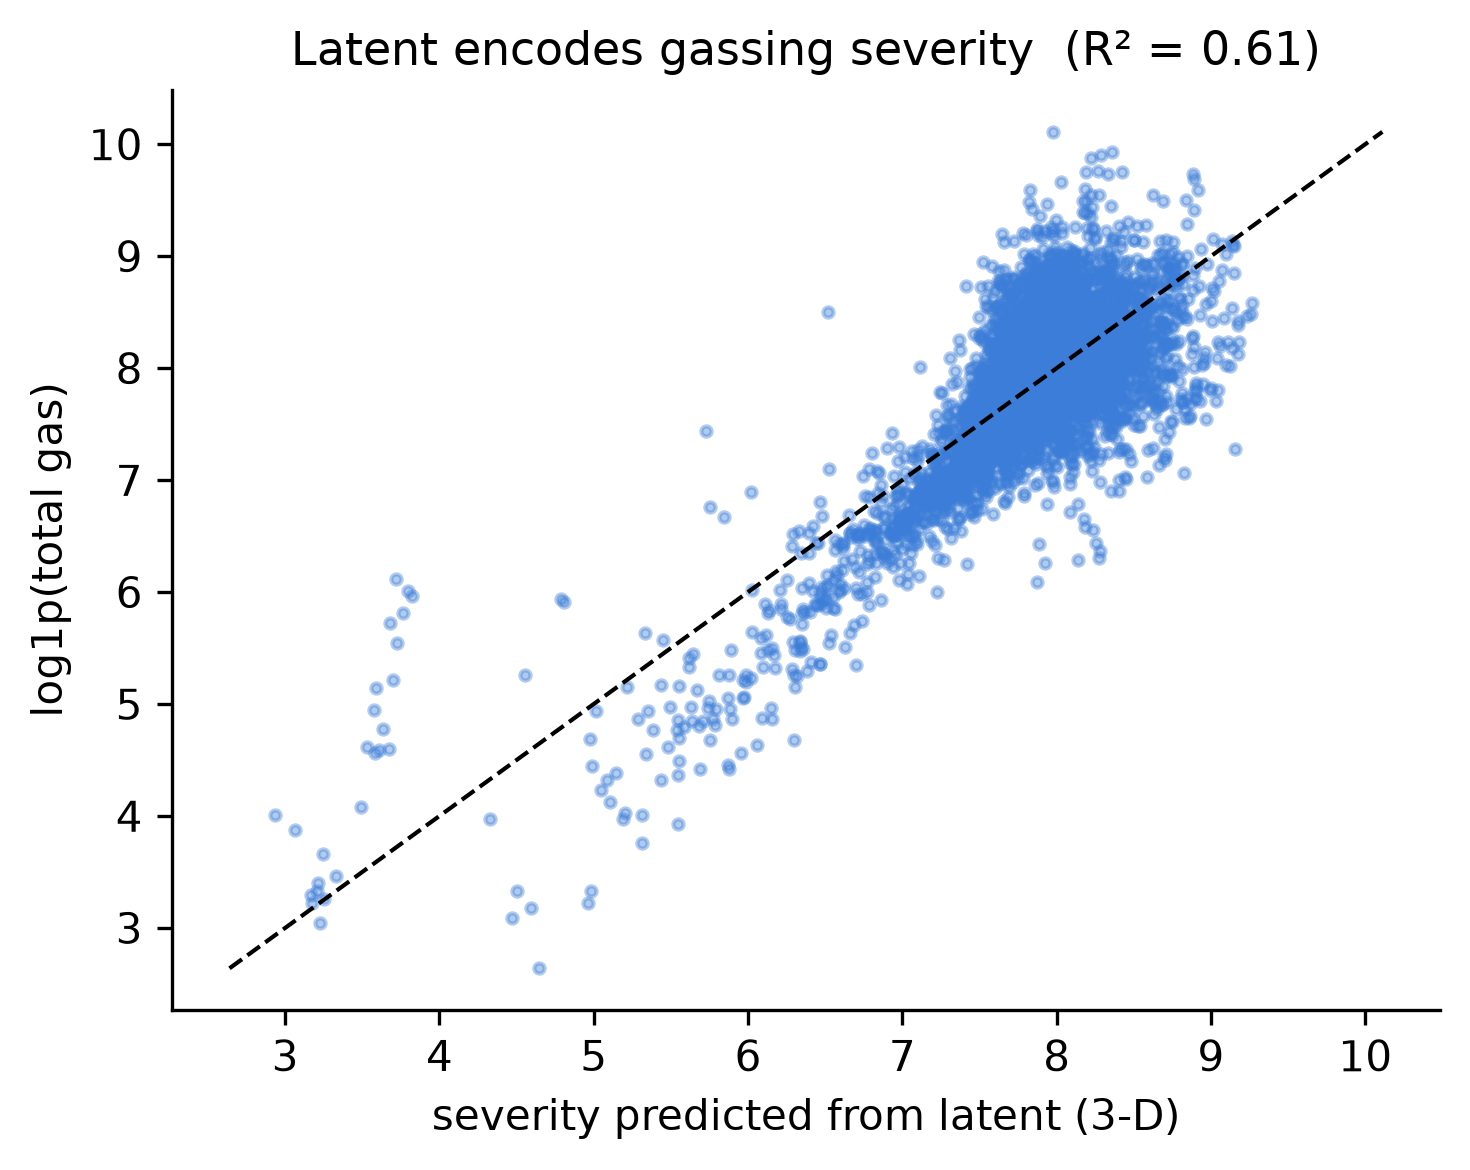 Latent encodes gassing severity (R² = 0.61)
log1p(total gas)
10
9
8
7
6
5
4
3
3 4 5 6 7 8 9 10
severity predicted from latent (3-D)